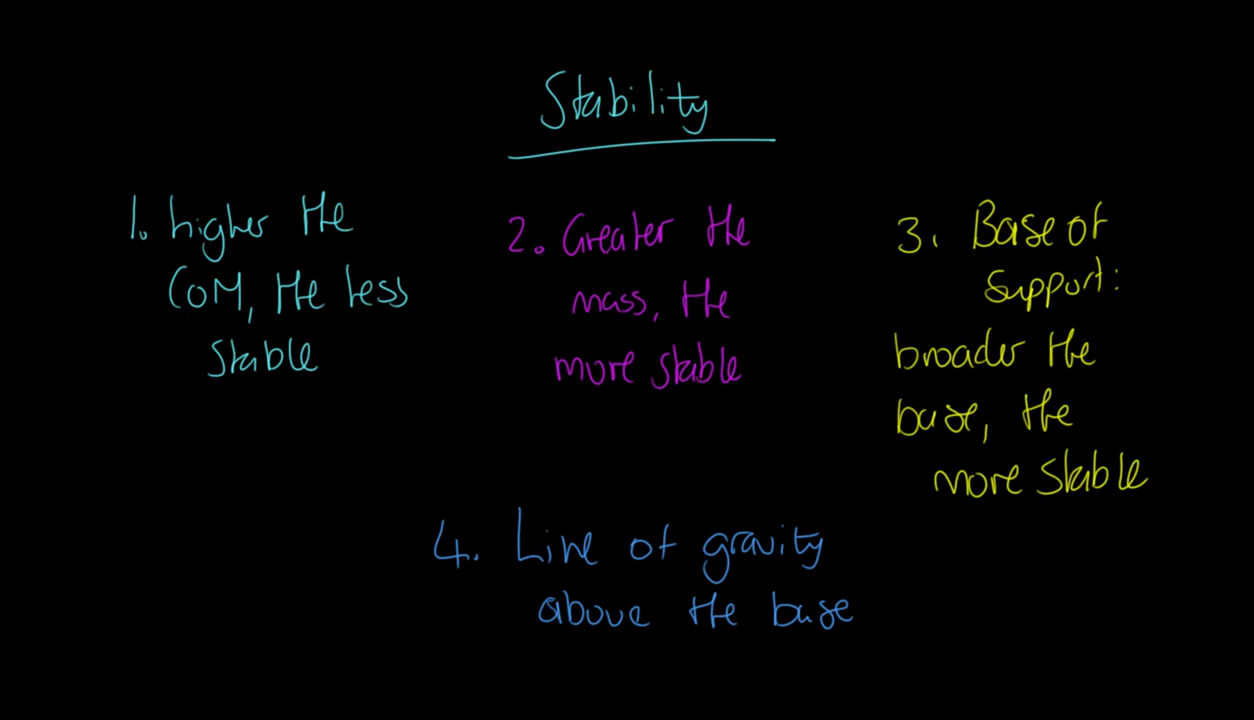 Stability
1. higher the
CoM, the less
stable
2. Greater the
mass, the
more stable
3. Base of
Support:
broader the
base, the
more stable
4. Line of gravity
above the base